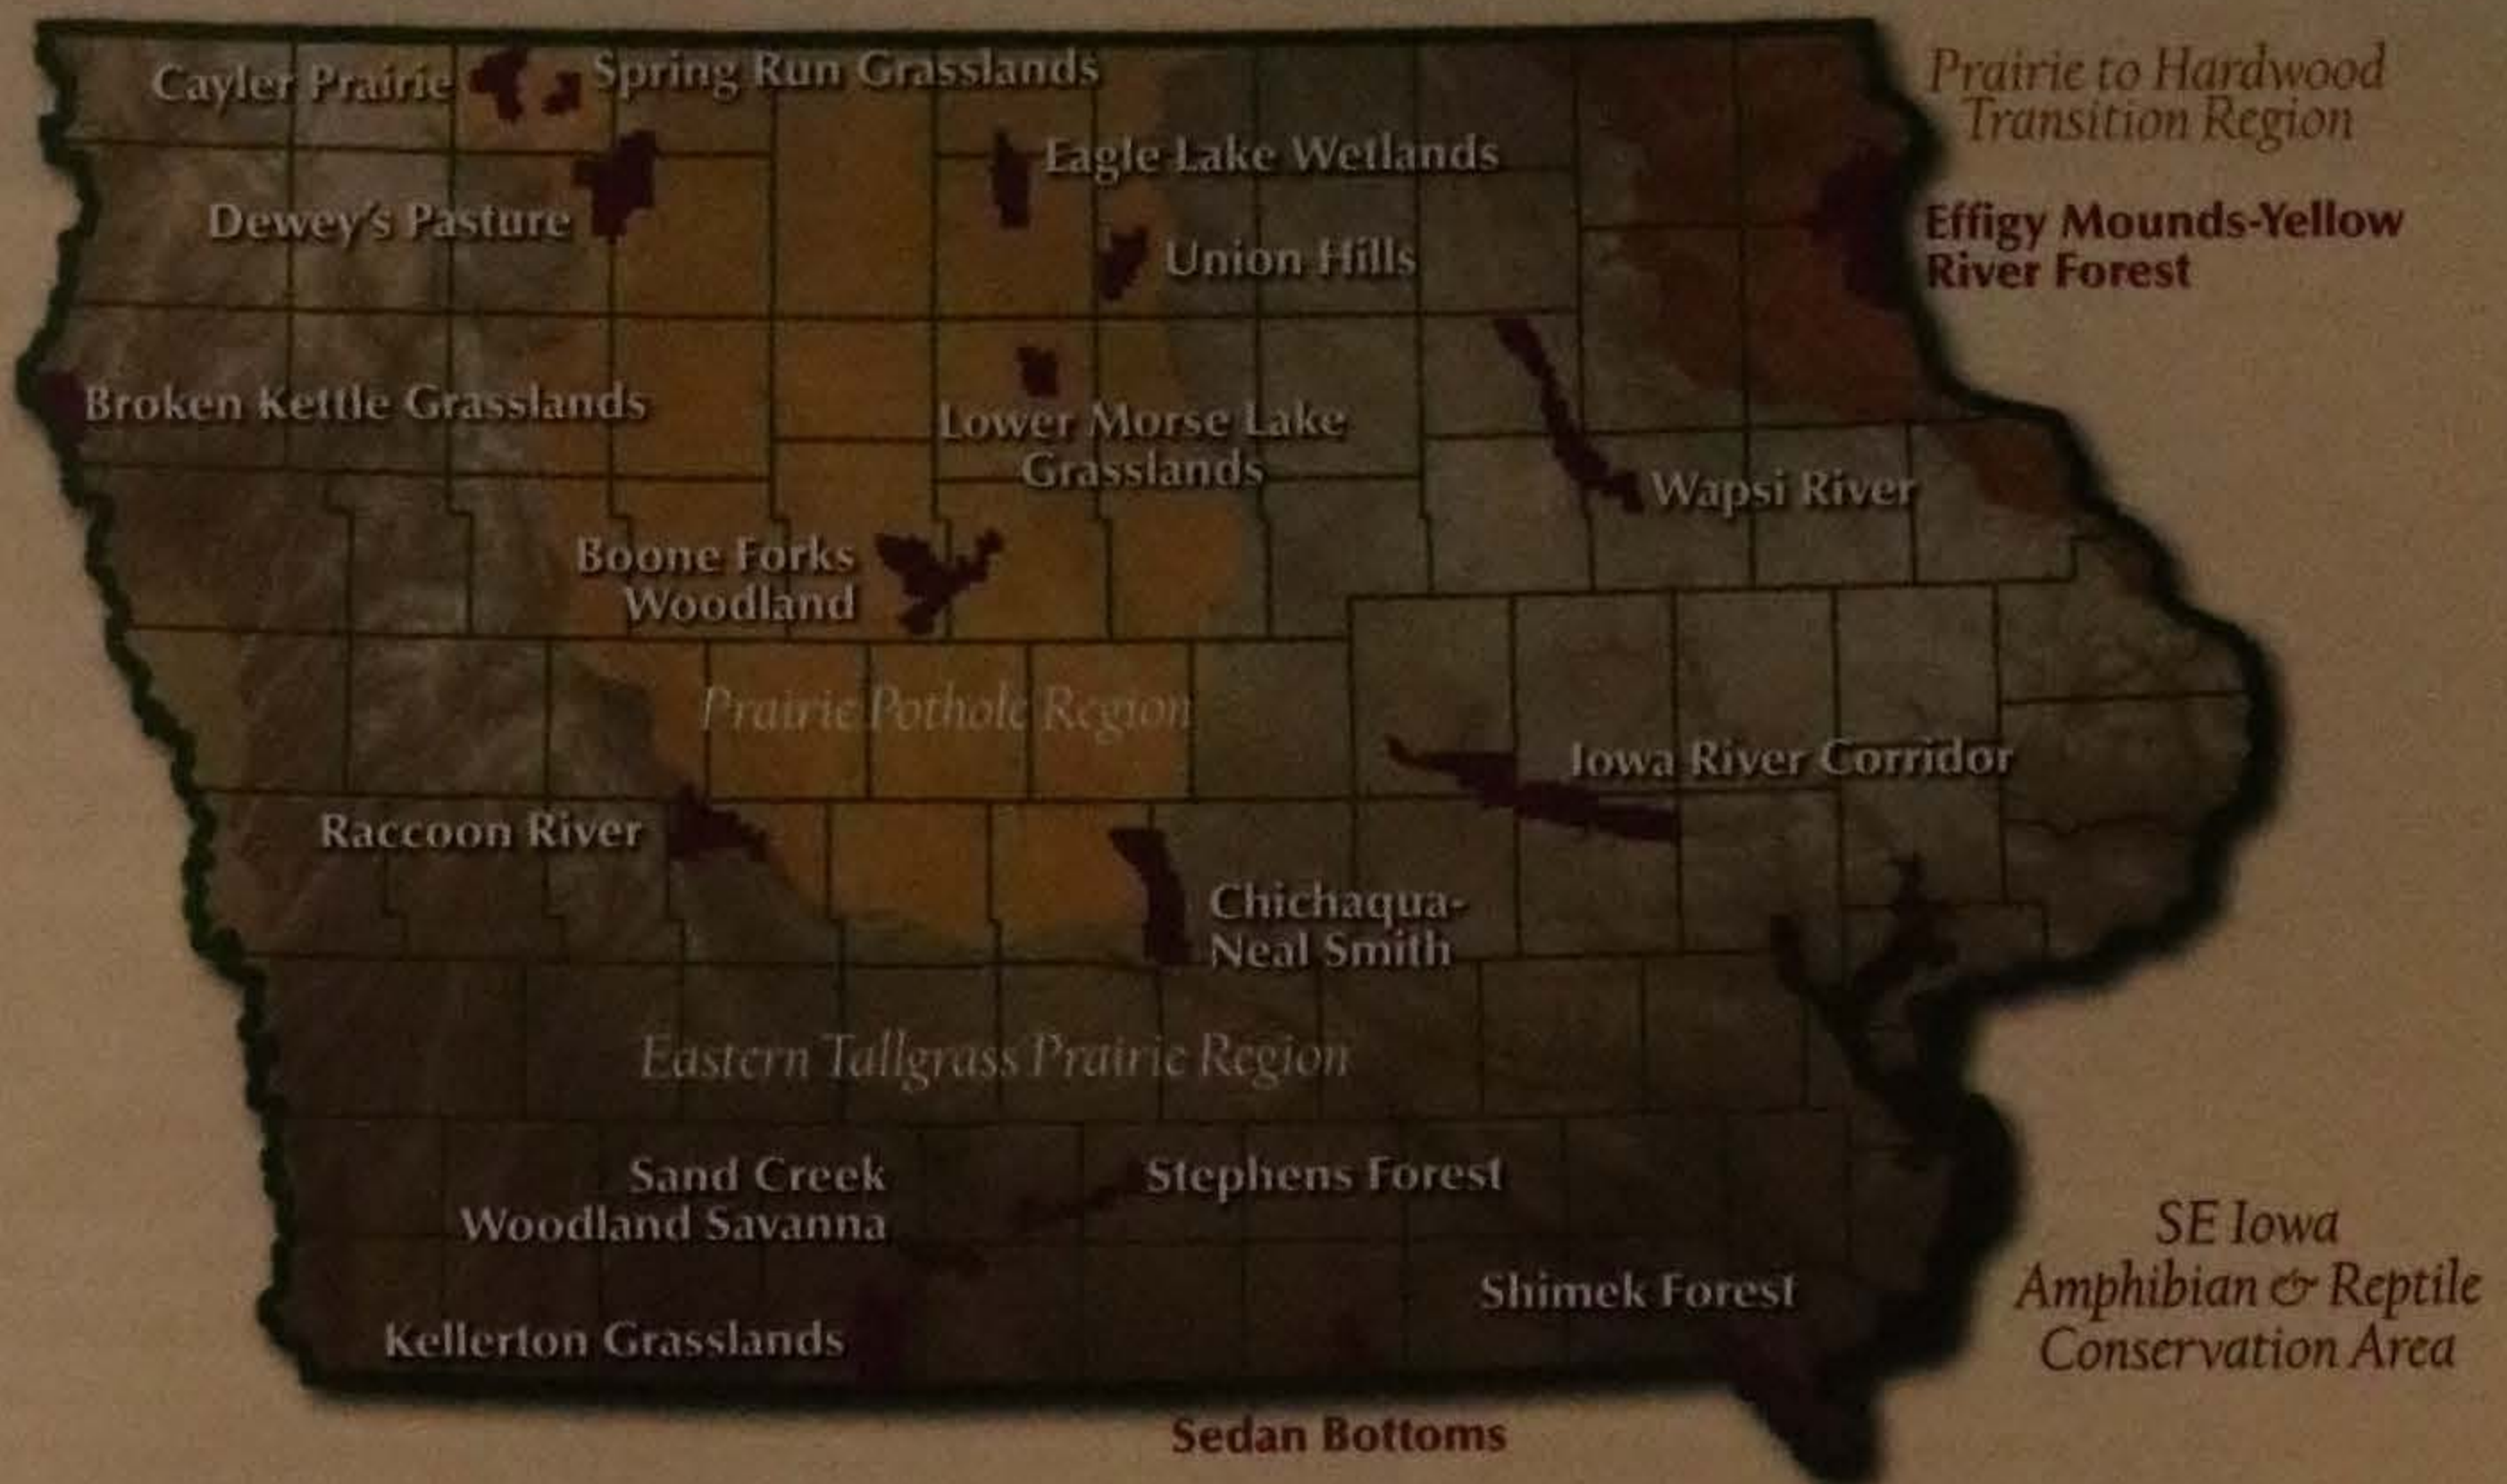 Cayler Prairie
Spring Run Grasslands
Prairie to Hardwood
Transition Region
Eagle Lake Wetlands
Dewey's Pasture
Effigy Mounds-Yellow
River Forest
Union Hills
Broken Kettle Grasslands
Lower Morse Lake
Grasslands
Wapsi River
Boone Forks
Woodland
Prairie Pothole Region
Iowa River Corridor
Raccoon River
Chichaqua-
Neal Smith
Eastern Tallgrass Prairie Region
Sand Creek
Woodland Savanna
Stephens Forest
SE Iowa
Amphibian & Reptile
Conservation Area
Shimek Forest
Kellerton Grasslands
Sedan Bottoms